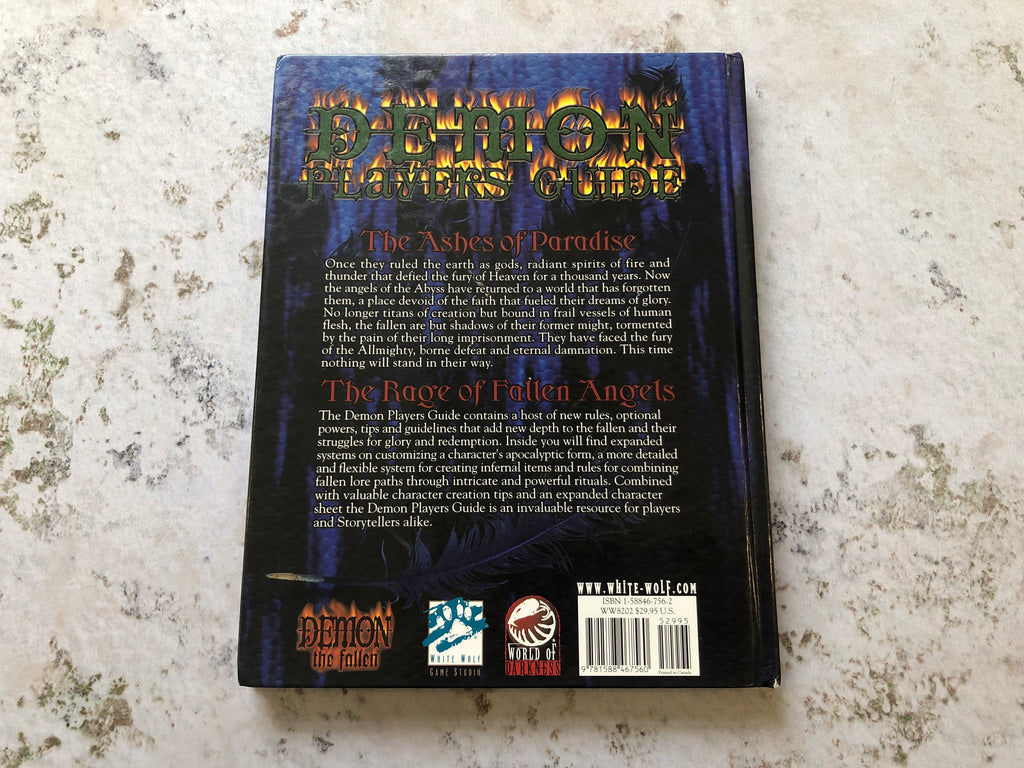 DEMON
PLAYERS GUIDE
The Ashes of Paradise
Once they ruled the earth as gods, radiant spirits of fire and
thunder that defied the fury of Heaven for a thousand years. Now
the angels of the Abyss have returned to a world that has forgotten
them, a place devoid of the faith that fueled their dreams of glory.
No longer titans of creation but bound in frail vessels of human
flesh, the fallen are but shadows of their former might, tormented
by the pain of their long imprisonment. They have faced the fury
of the Allmighty, borne defeat and eternal damnation. This time
nothing will stand in their way.
The Rage of Fallen Angels
The Demon Players Guide contains a host of new rules, optional
powers, tips and guidelines that add new depth to the fallen and their
struggles for glory and redemption. Inside you will find expanded
systems on customizing a character's apocalyptic form, a more detailed
and flexible system for creating infernal items and rules for combining
fallen lore paths through intricate and powerful rituals. Combined
with valuable character creation tips and an expanded character
sheet the Demon Players Guide is an invaluable resource for players
and Storytellers alike.
DEMON
the fallen
WHITE WOLF
GAME STUDIO
WORLD OF
DARKNESS
WWW.WHITE-WOLF.COM
ISBN 1-58846-756-2
WW8202 $29.95 U.S.
52995
9 781588 467560
Printed in Canada